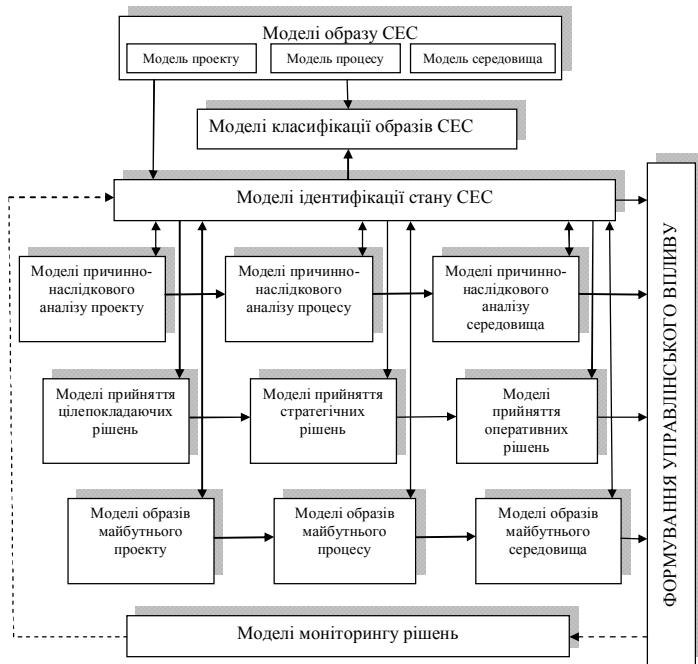 Моделі образу СЕС
Модель проекту
Модель процесу
Модель середовища
Моделі класифікації образів СЕС
Моделі ідентифікації стану СЕС
Моделі причинно-
наслідкового
аналізу проекту
Моделі причинно-
наслідкового
аналізу процесу
Моделі причинно-
наслідкового
аналізу
середовища
Моделі прийняття
цілепокладаючих
рішень
Моделі прийняття
стратегічних
рішень
Моделі
прийняття
оперативних
рішень
Моделі образів
майбутнього
проекту
Моделі образів
майбутнього
процесу
Моделі образів
майбутнього
середовища
Моделі моніторингу рішень
ФОРМУВАННЯ УПРАВЛІНСЬКОГО ВПЛИВУ